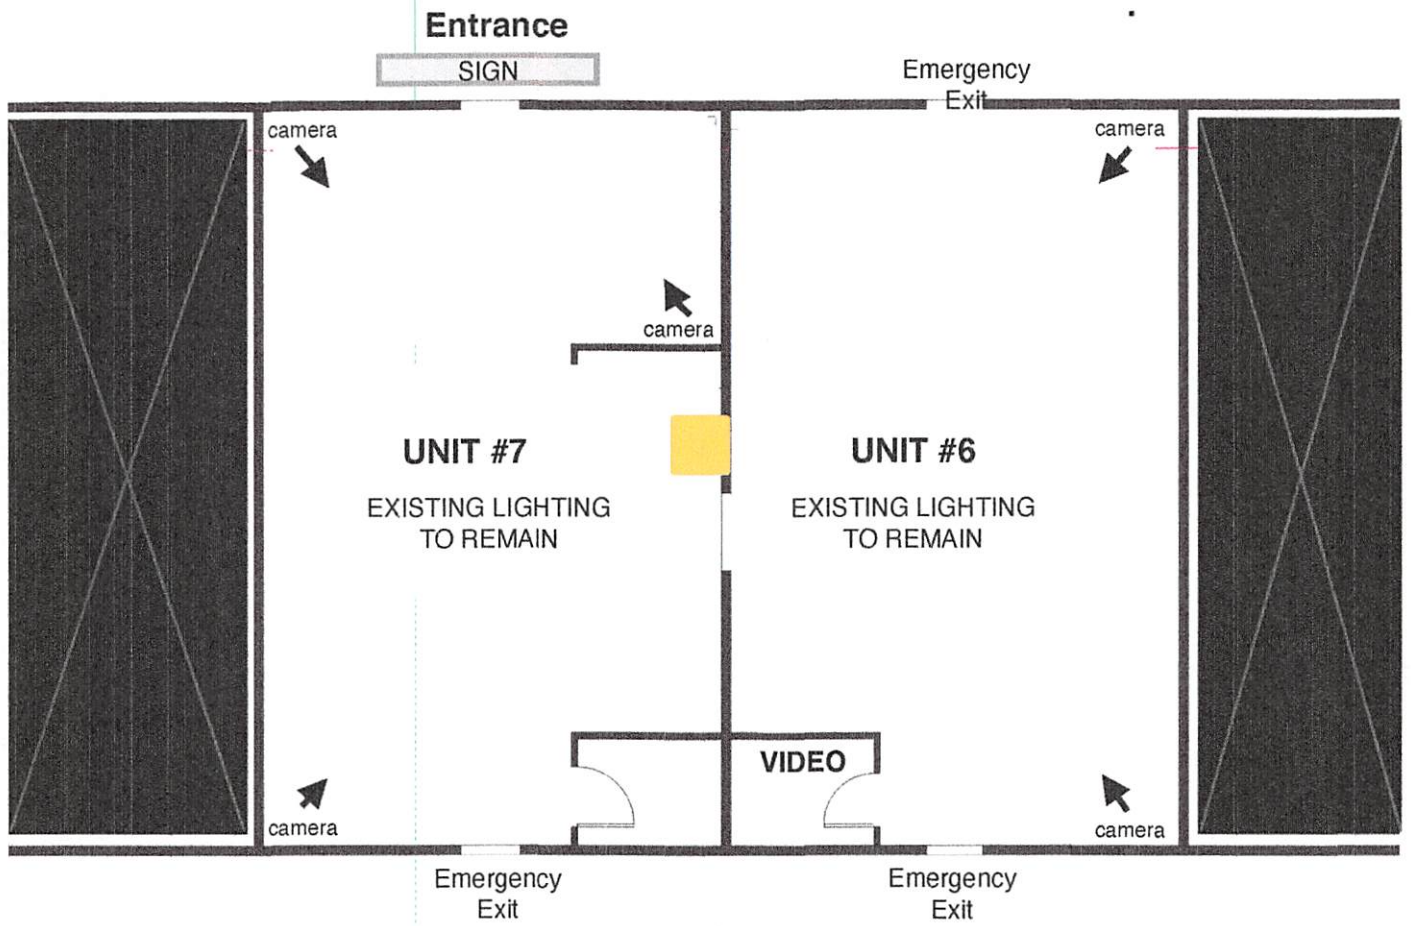 Entrance
SIGN
Emergency
Exit
camera
camera
camera
UNIT #7
EXISTING LIGHTING
TO REMAIN
UNIT #6
EXISTING LIGHTING
TO REMAIN
VIDEO
camera
camera
Emergency
Exit
Emergency
Exit